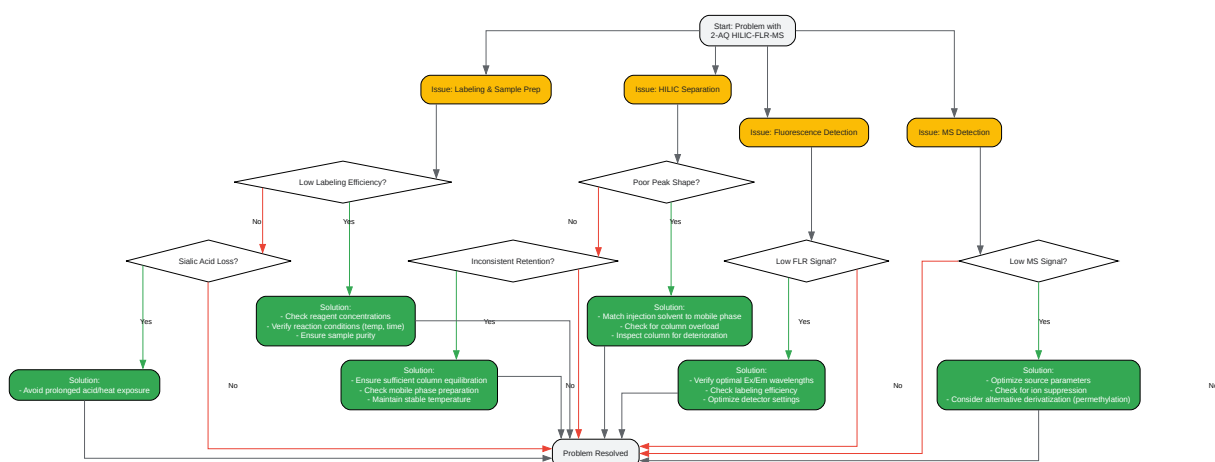 Start: Problem with
2-AQ HILIC-FLR-MS
Issue: Labeling & Sample Prep
Issue: HILIC Separation
Issue: Fluorescence Detection
Issue: MS Detection
Low Labeling Efficiency?
Poor Peak Shape?
No
Yes
No
Yes
Sialic Acid Loss?
Inconsistent Retention?
Low FLR Signal?
Low MS Signal?
Solution:
- Check reagent concentrations
- Verify reaction conditions (temp, time)
- Ensure sample purity
Solution:
- Match injection solvent to mobile phase
- Check for column overload
- Inspect column for deterioration
Yes
Yes
Yes
Yes
Solution:
- Avoid prolonged acid/heat exposure
No
Solution:
- Ensure sufficient column equilibration
- Check mobile phase preparation
- Maintain stable temperature
No
Solution:
- Verify optimal Ex/Em wavelengths
- Check labeling efficiency
- Optimize detector settings
No
Solution:
- Optimize source parameters
- Check for ion suppression
- Consider alternative derivatization (permethylation)
Problem Resolved